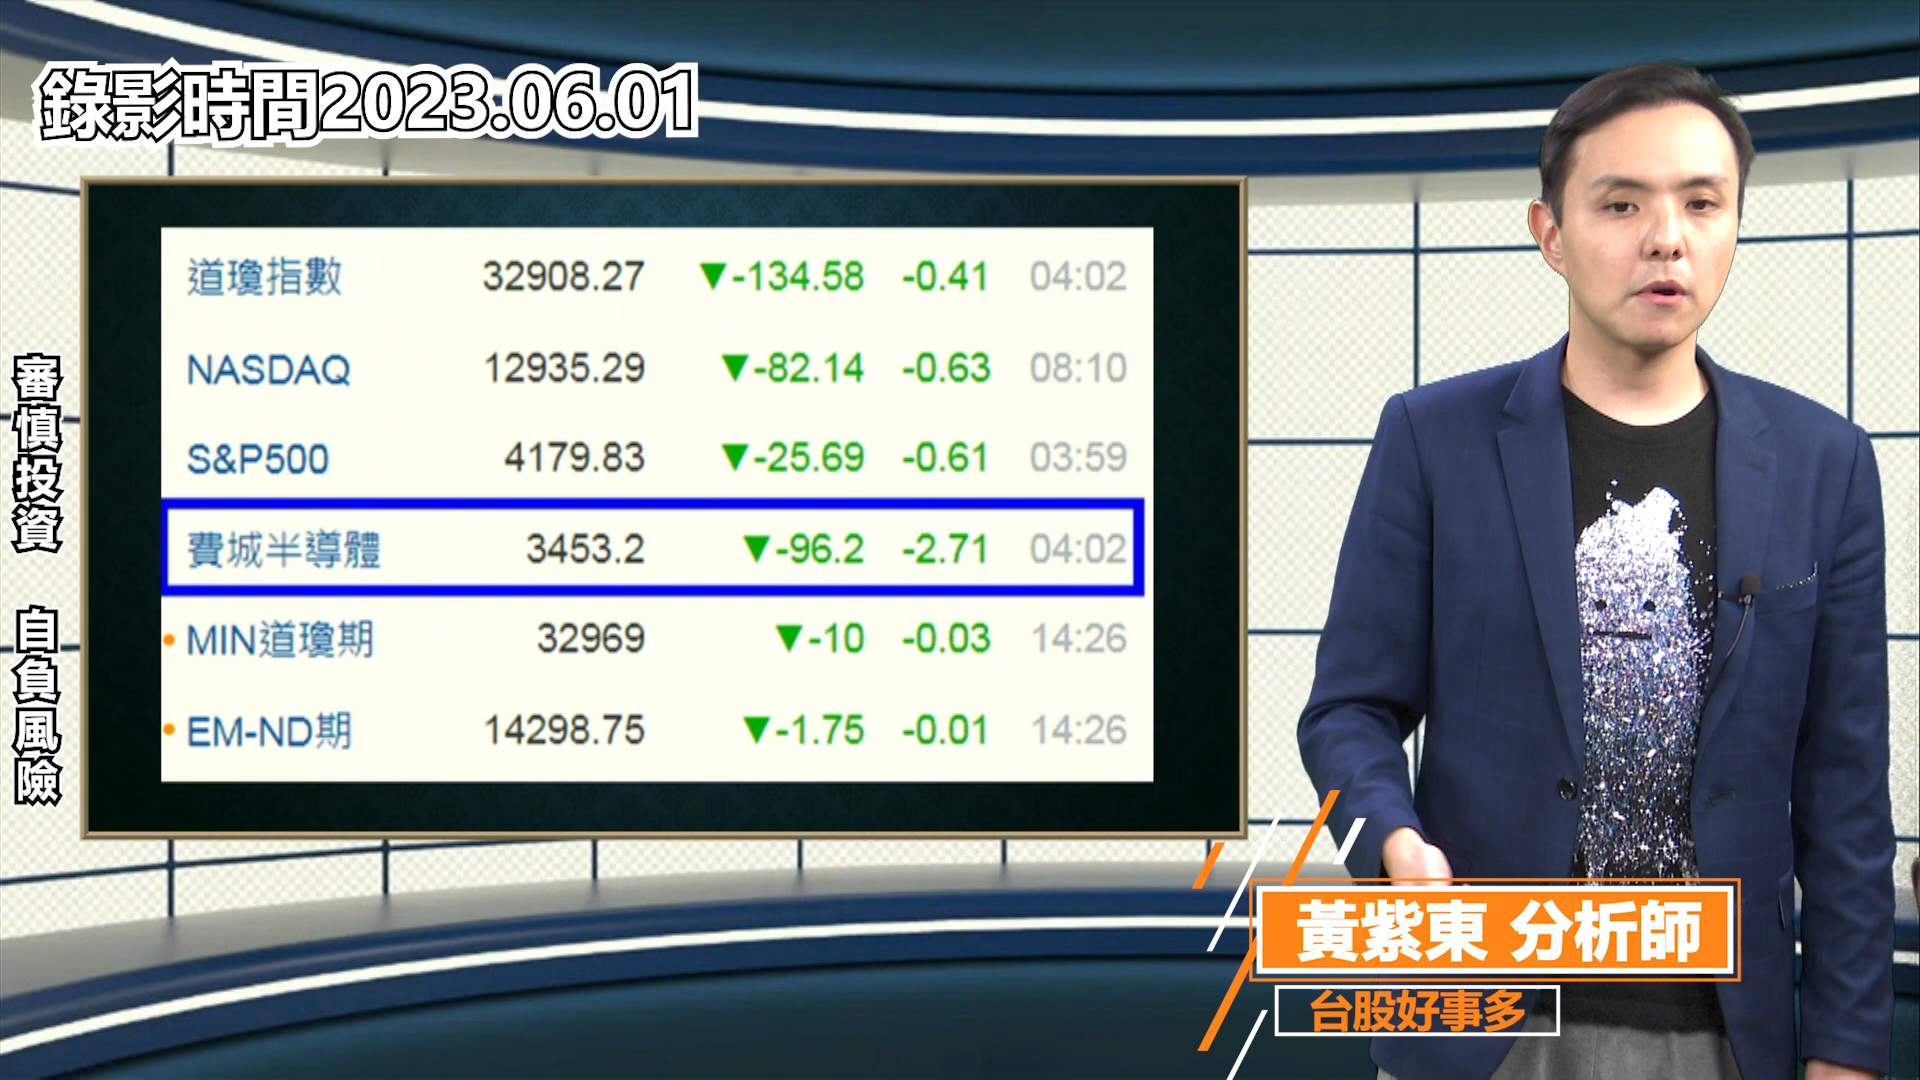 錄影時間2023.06.01
審慎投資 自負風險
道瓊指數 32908.27 ▼-134.58 -0.41 04:02
NASDAQ 12935.29 ▼-82.14 -0.63 08:10
S&P500 4179.83 ▼-25.69 -0.61 03:59
費城半導體 3453.2 ▼-96.2 -2.71 04:02
MIN道瓊期 32969 ▼-10 -0.03 14:26
EM-ND期 14298.75 ▼-1.75 -0.01 14:26
黃紫東 分析師
台股好事多